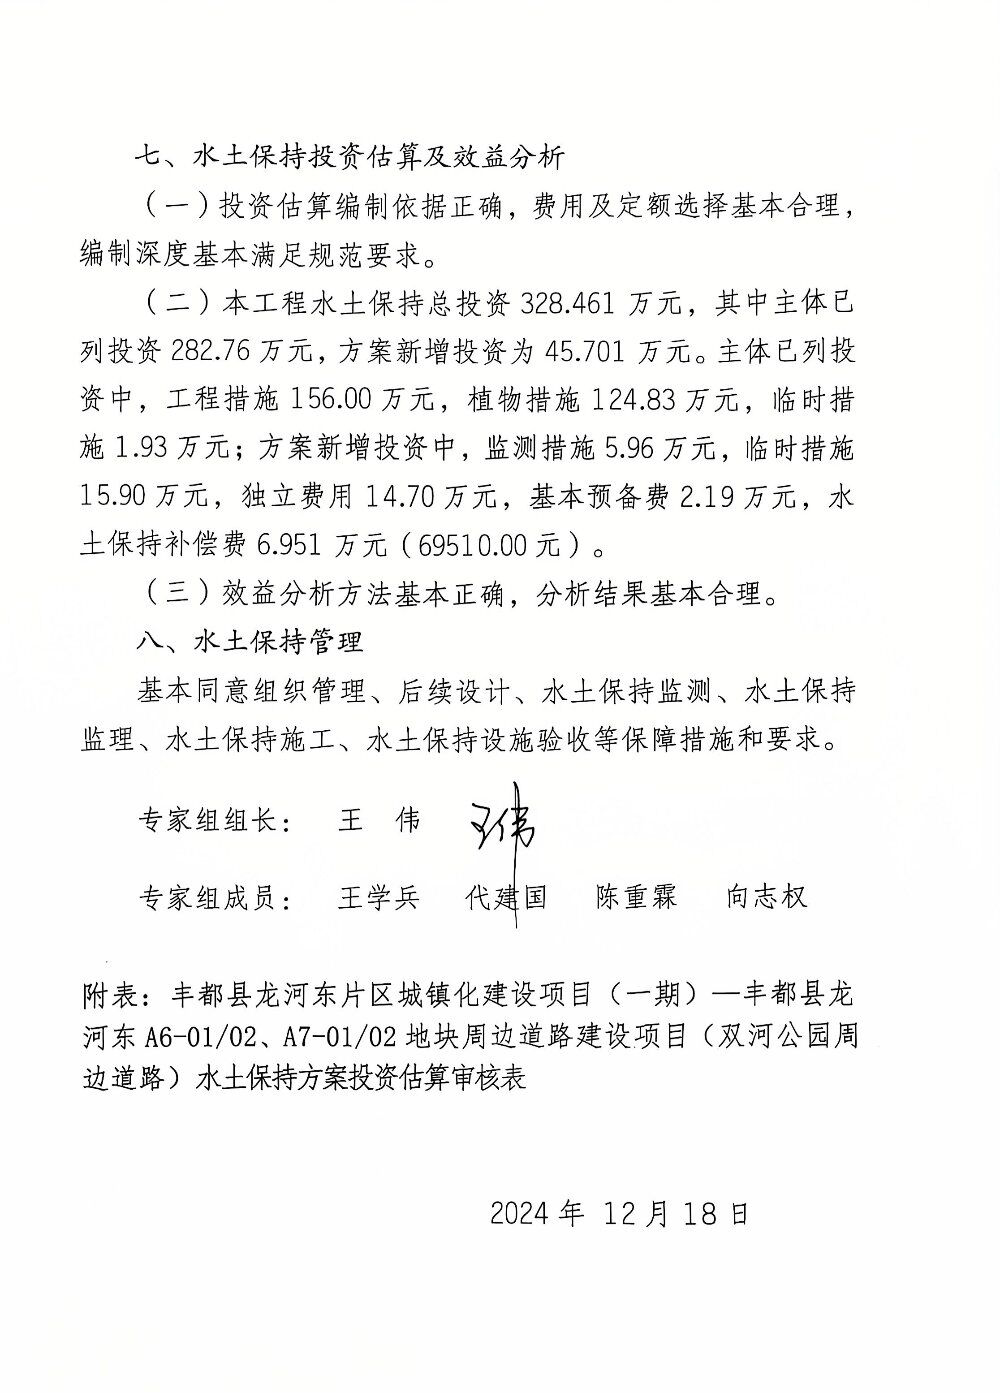 七、水土保持投资估算及效益分析
（一）投资估算编制依据正确，费用及定额选择基本合理，
编制深度基本满足规范要求。
（二）本工程水土保持总投资 328.461 万元，其中主体已
列投资 282.76 万元，方案新增投资为 45.701 万元。主体已列投
资中，工程措施 156.00 万元，植物措施 124.83 万元，临时措
施 1.93 万元；方案新增投资中，监测措施 5.96 万元，临时措施
15.90 万元，独立费用 14.70 万元，基本预备费 2.19 万元，水
土保持补偿费 6.951 万元（69510.00 元）。
（三）效益分析方法基本正确，分析结果基本合理。
八、水土保持管理
基本同意组织管理、后续设计、水土保持监测、水土保持
监理、水土保持施工、水土保持设施验收等保障措施和要求。
专家组组长： 王 伟 王伟
专家组成员： 王学兵 代建国 陈重霖 向志权
附表：丰都县龙河东片区城镇化建设项目（一期）—丰都县龙
河东 A6-01/02、A7-01/02 地块周边道路建设项目（双河公园周
边道路）水土保持方案投资估算审核表
2024 年 12 月 18 日